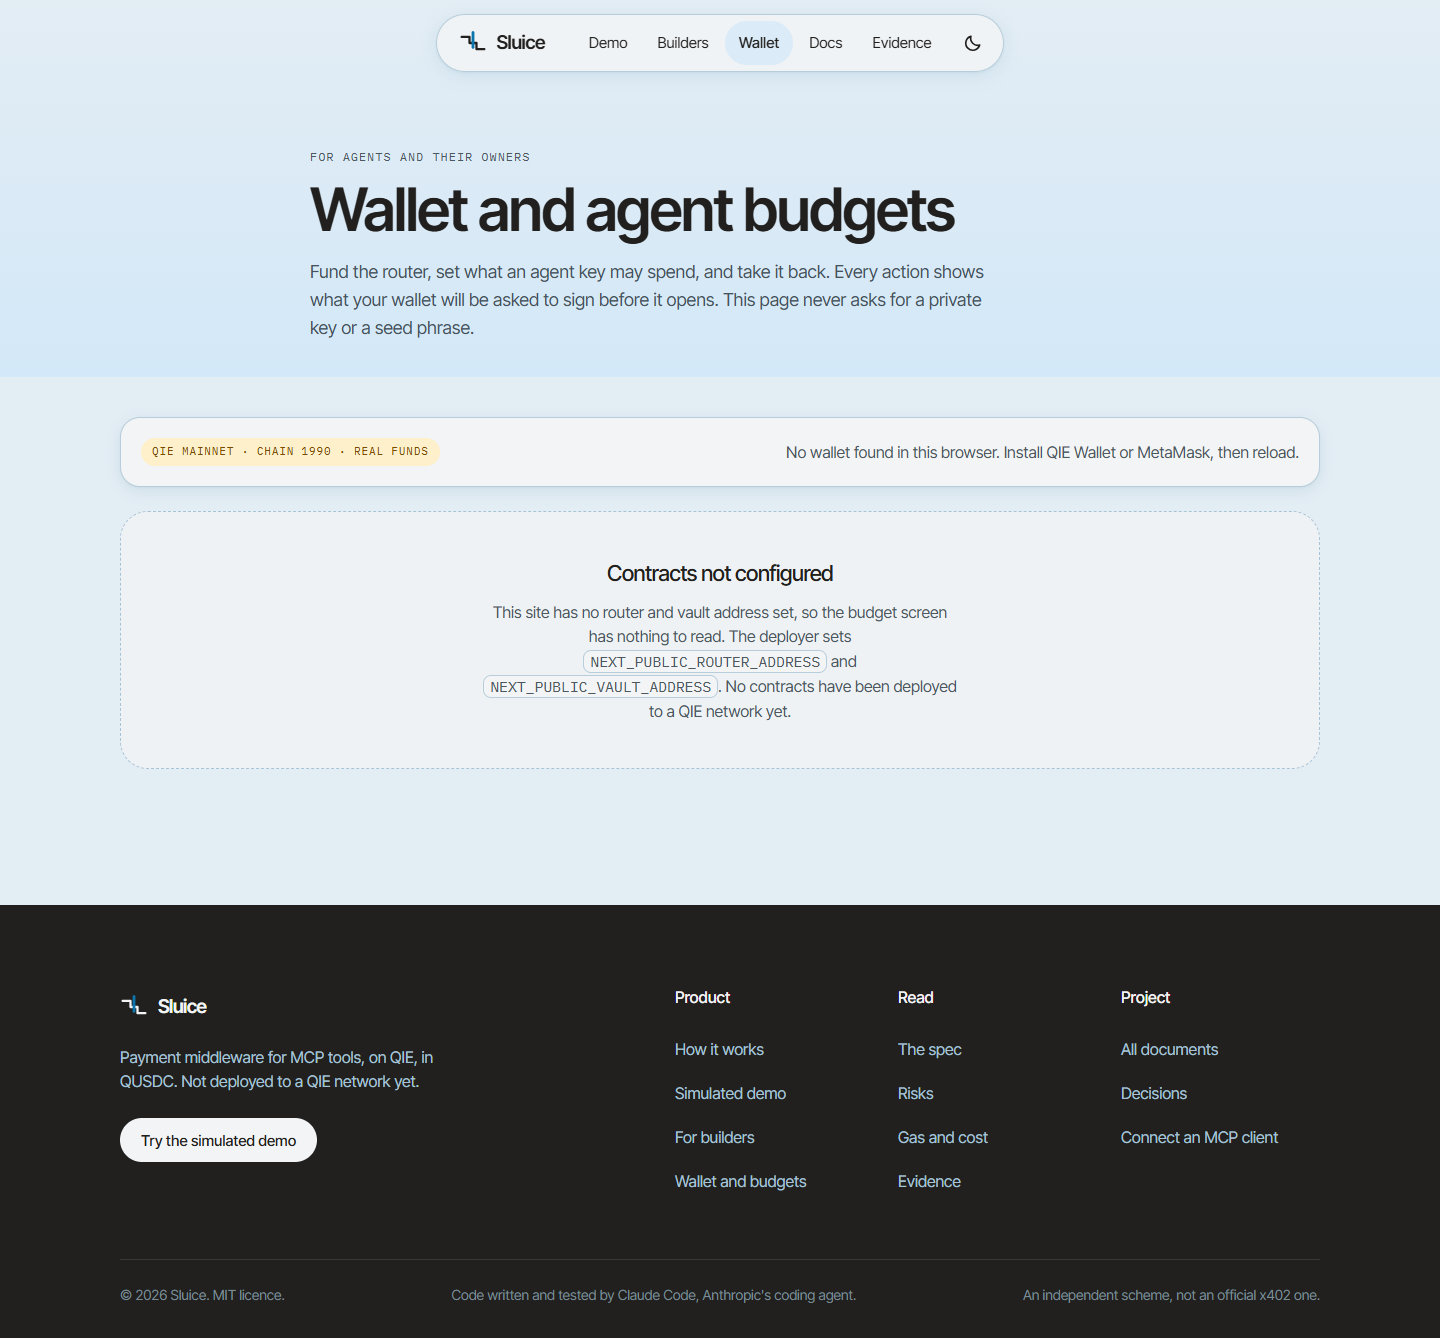 Sluice
Demo
Builders
Wallet
Docs
Evidence
FOR AGENTS AND THEIR OWNERS
Wallet and agent budgets
Fund the router, set what an agent key may spend, and take it back. Every action shows
what your wallet will be asked to sign before it opens. This page never asks for a private
key or a seed phrase.
QIE MAINNET · CHAIN 1990 · REAL FUNDS
No wallet found in this browser. Install QIE Wallet or MetaMask, then reload.
Contracts not configured
This site has no router and vault address set, so the budget screen
has nothing to read. The deployer sets
NEXT_PUBLIC_ROUTER_ADDRESS and
NEXT_PUBLIC_VAULT_ADDRESS. No contracts have been deployed
to a QIE network yet.
Sluice
Payment middleware for MCP tools, on QIE, in
QUSDC. Not deployed to a QIE network yet.
Try the simulated demo
Product
How it works
Simulated demo
For builders
Wallet and budgets
Read
The spec
Risks
Gas and cost
Evidence
Project
All documents
Decisions
Connect an MCP client
© 2026 Sluice. MIT licence.
Code written and tested by Claude Code, Anthropic's coding agent.
An independent scheme, not an official x402 one.